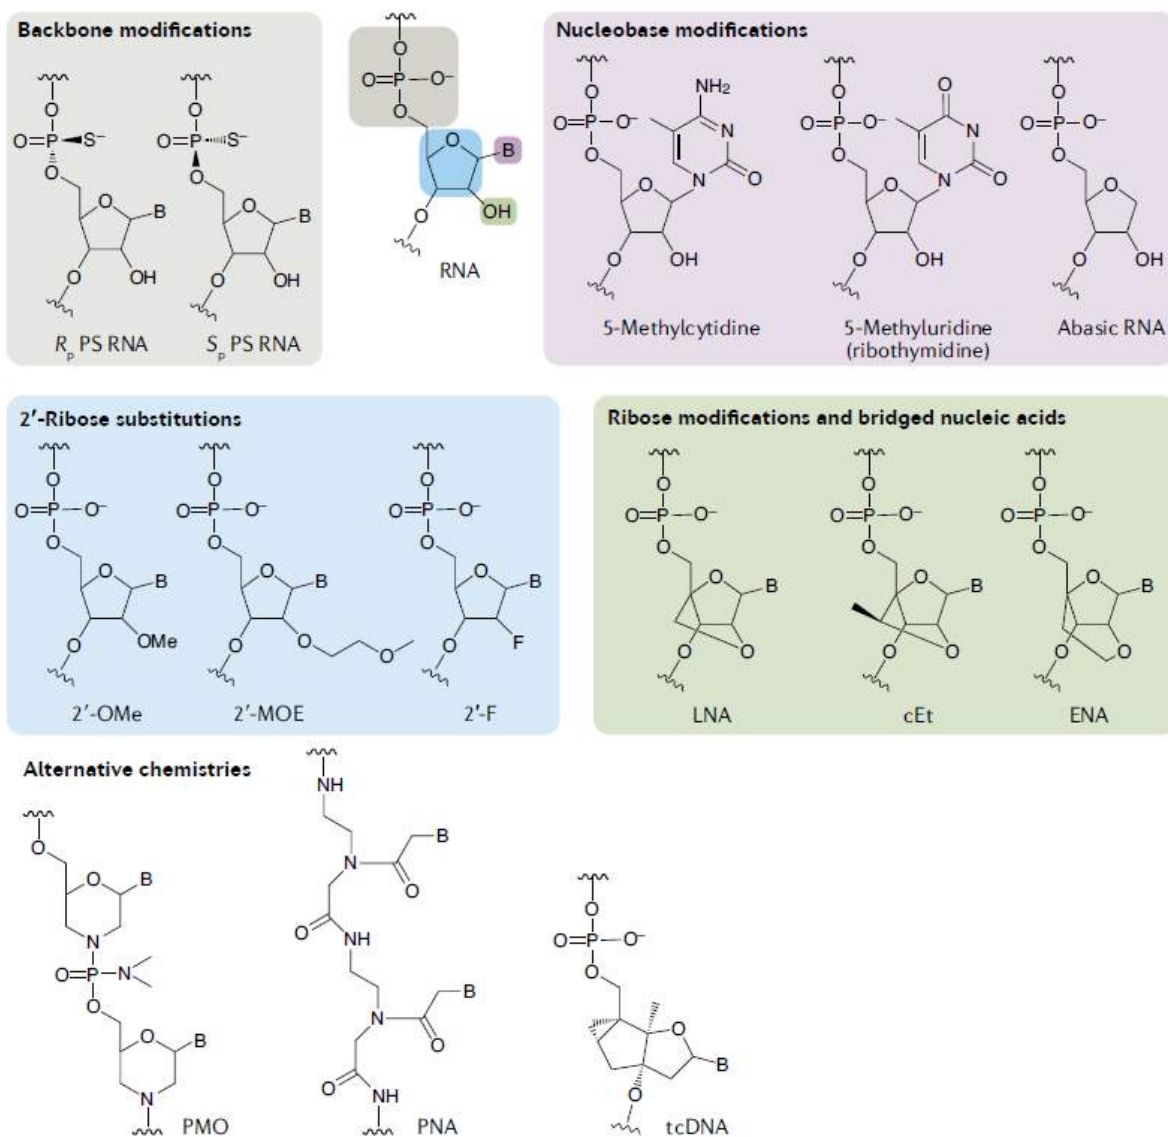 Backbone modifications
O
O=P S–
O
O
B
O
OH
R_p PS RNA
O
O=P S–
O
O
B
O
OH
S_p PS RNA
O
O=P–O–
O
O
B
O
OH
RNA
Nucleobase modifications
O
O=P–O–
O
NH₂
N
N
O
O
O
OH
5-Methylcytidine
O
O=P–O–
O
O
N
N
O
O
O
OH
5-Methyluridine
(ribothymidine)
O
O=P–O–
O
O
O
OH
Abasic RNA
2′-Ribose substitutions
O
O=P–O–
O
O
B
O
OMe
2′-OMe
O
O=P–O–
O
O
B
O
O
O
2′-MOE
O
O=P–O–
O
O
B
O
F
2′-F
Ribose modifications and bridged nucleic acids
O
O=P–O–
O
O
B
O
O
LNA
O
O=P–O–
O
O
B
O
O
cEt
O
O=P–O–
O
O
B
O
O
ENA
Alternative chemistries
O
O
B
N
O=P–N
O
O
B
N
PMO
NH
N
B
O
O
NH
N
B
O
O
NH
PNA
O
O=P–O–
O
O
B
O
tcDNA